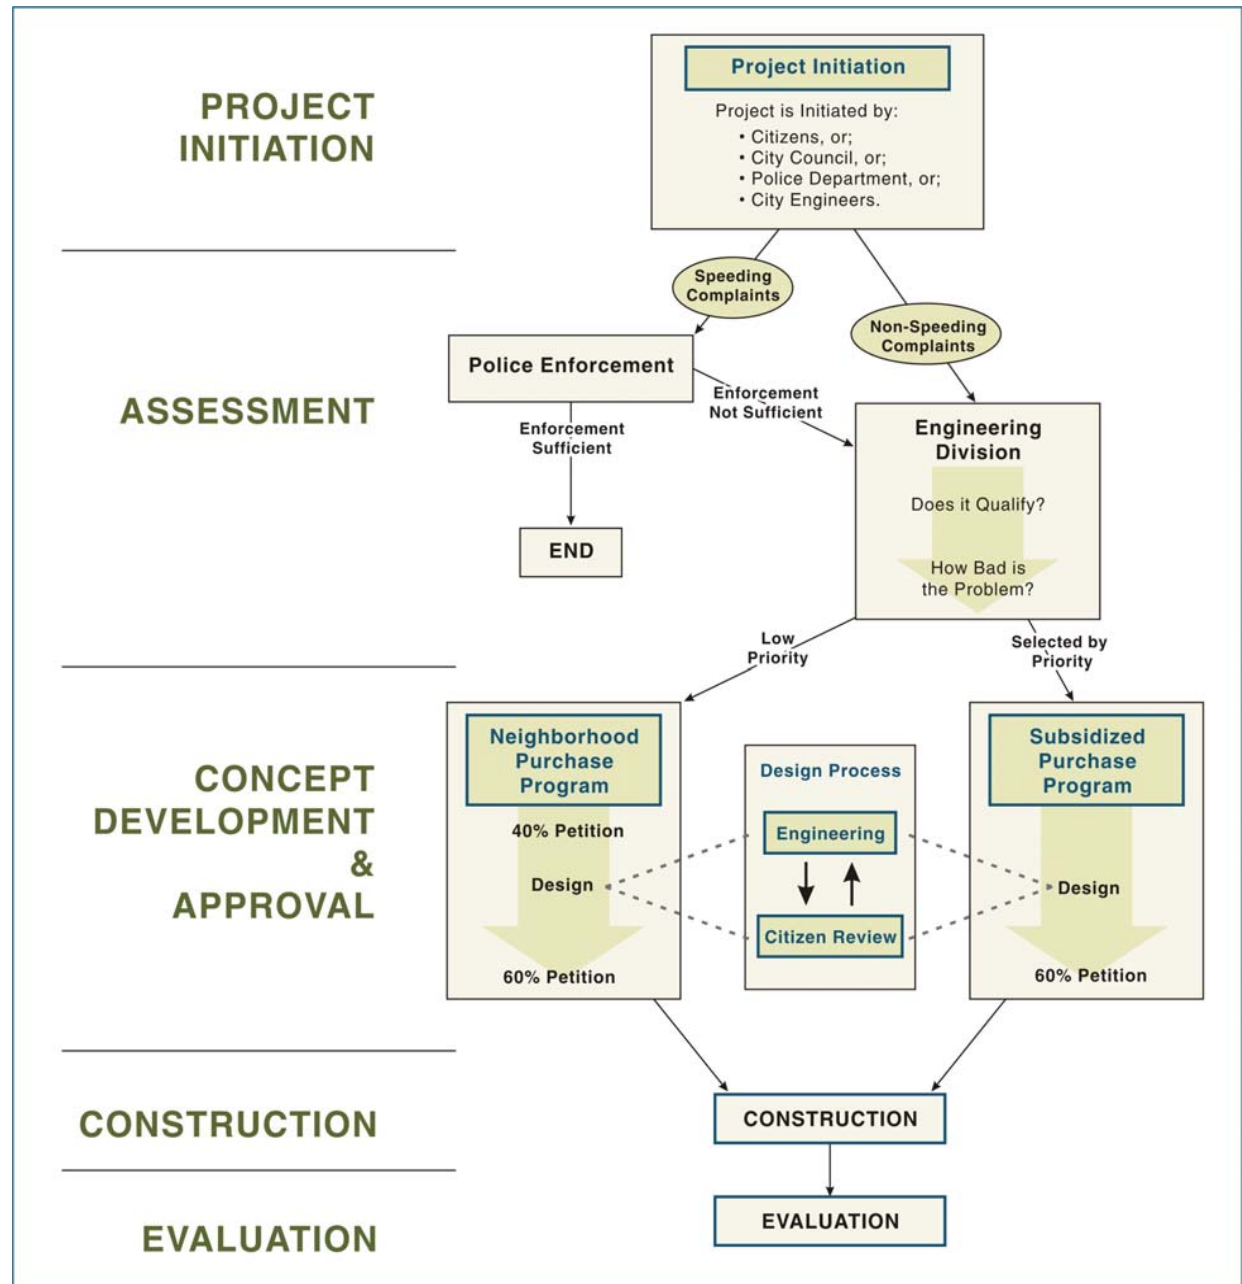 PROJECT
INITIATION
Project Initiation
Project is Initiated by:
• Citizens, or;
• City Council, or;
• Police Department, or;
• City Engineers.
Speeding
Complaints
Non-Speeding
Complaints
ASSESSMENT
Police Enforcement
Enforcement
Not Sufficient
Enforcement
Sufficient
END
Engineering
Division
Does it Qualify?
How Bad is
the Problem?
Low
Priority
Selected by
Priority
CONCEPT
DEVELOPMENT
&
APPROVAL
Neighborhood
Purchase
Program
40% Petition
Design
60% Petition
Design Process
Engineering
Citizen Review
Subsidized
Purchase
Program
Design
60% Petition
CONSTRUCTION
CONSTRUCTION
EVALUATION
EVALUATION